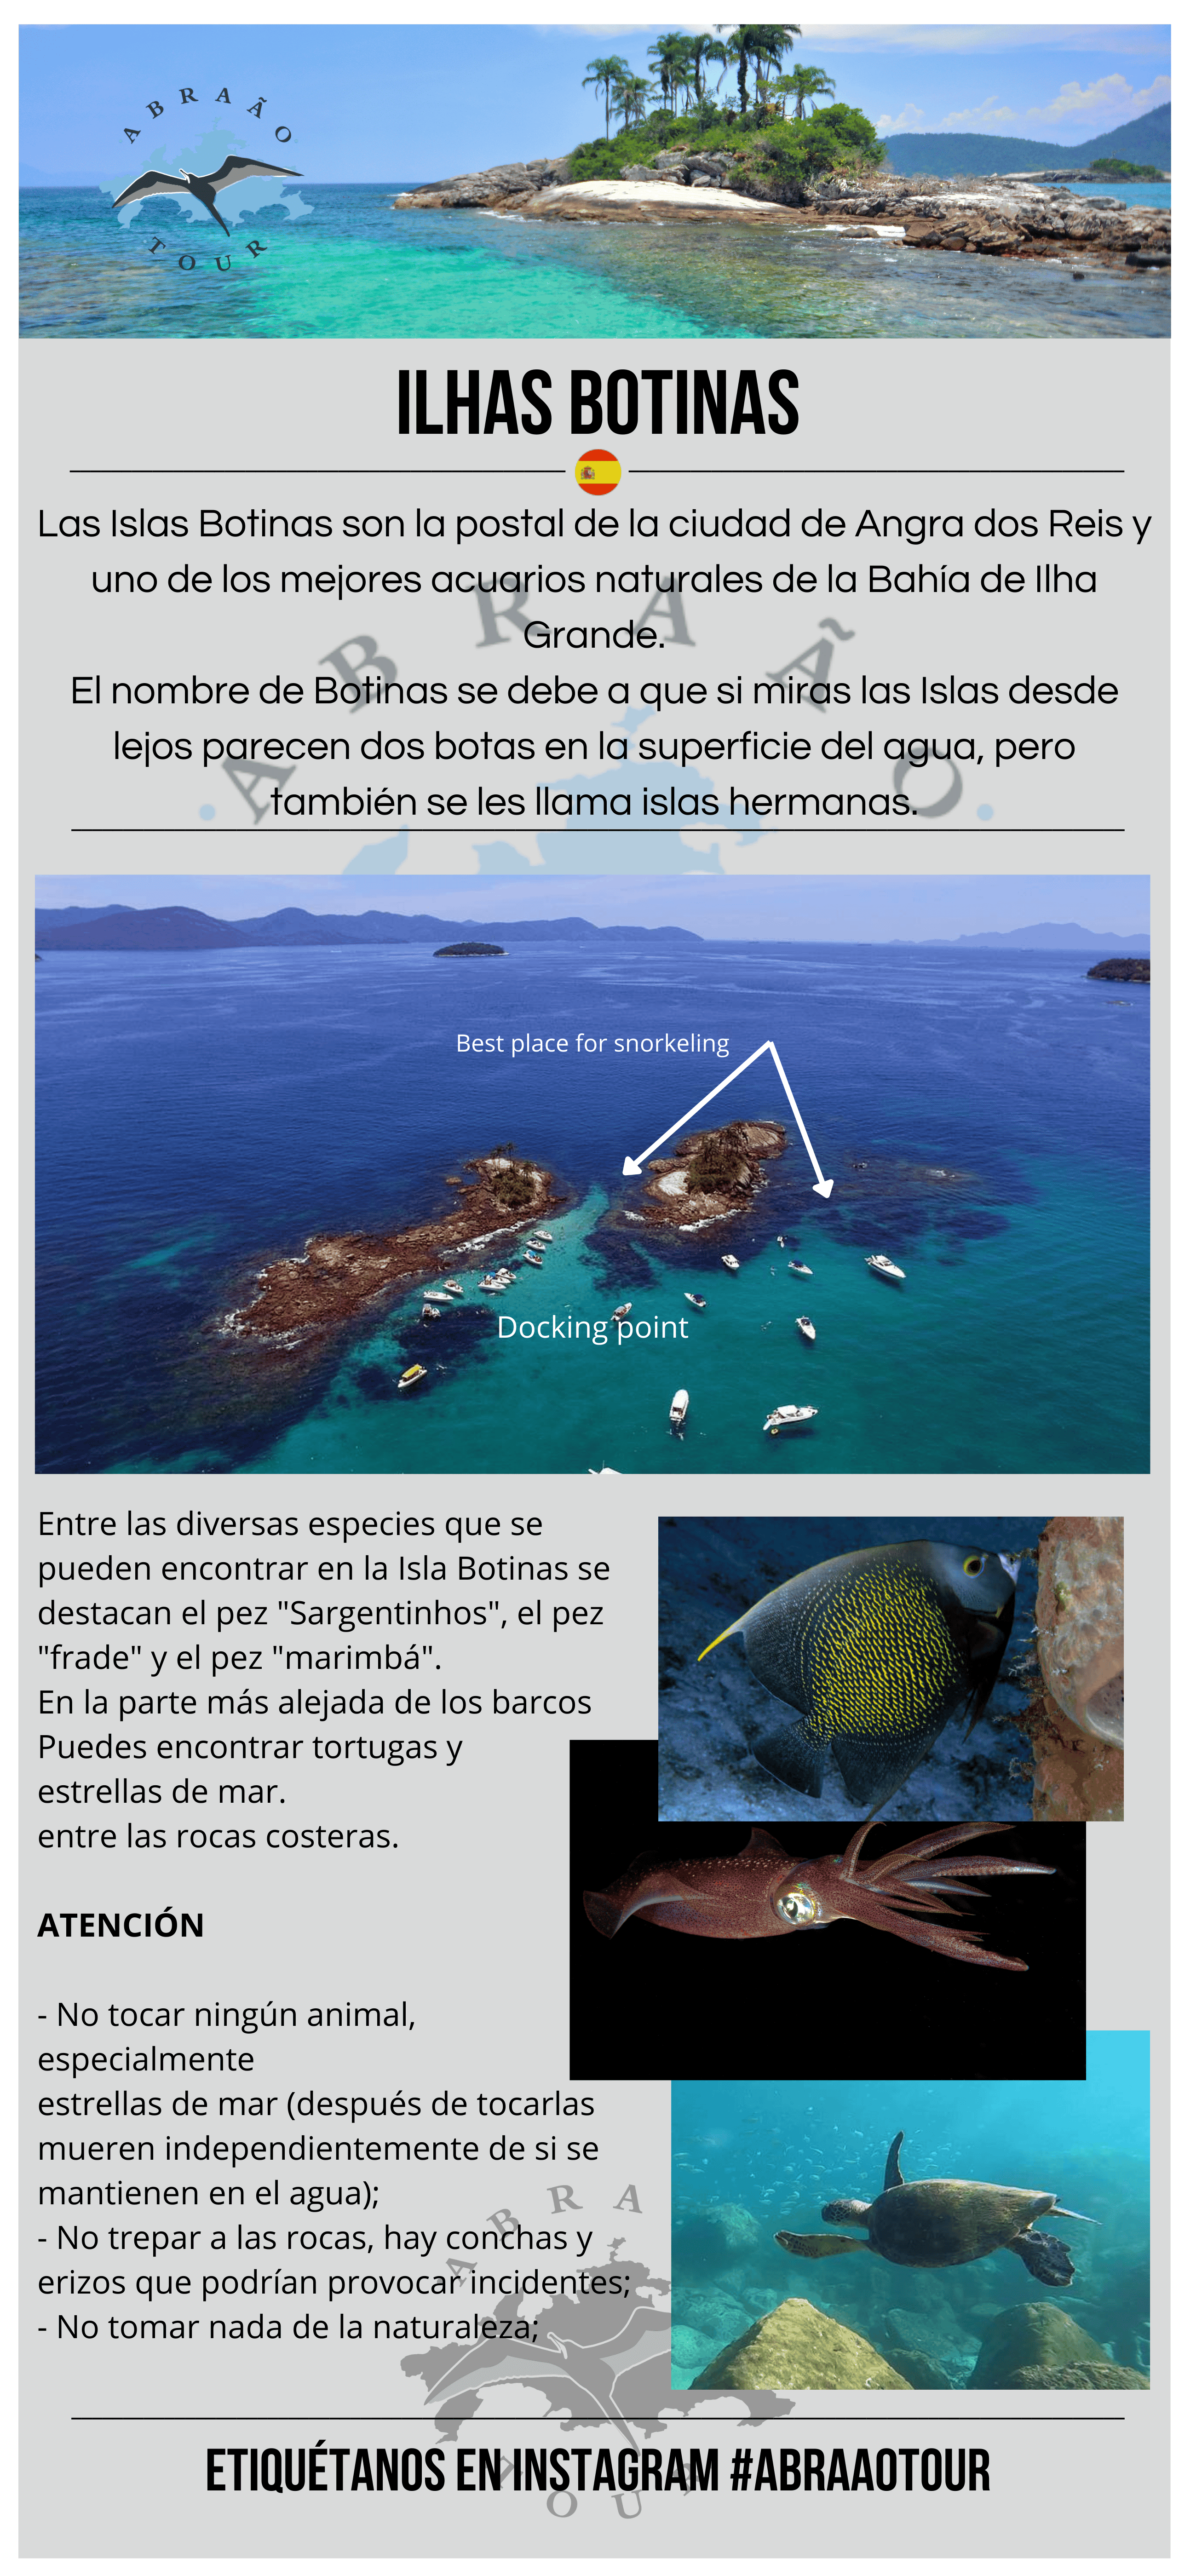 ABRAÃO
TOUR
ILHAS BOTINAS
Las Islas Botinas son la postal de la ciudad de Angra dos Reis y
uno de los mejores acuarios naturales de la Bahía de Ilha
Grande.
El nombre de Botinas se debe a que si miras las Islas desde
lejos parecen dos botas en la superficie del agua, pero
también se les llama islas hermanas.
ABRAÃO
Best place for snorkeling
Docking point
Entre las diversas especies que se
pueden encontrar en la Isla Botinas se
destacan el pez "Sargentinhos", el pez
"frade" y el pez "marimbá".
En la parte más alejada de los barcos
Puedes encontrar tortugas y
estrellas de mar.
entre las rocas costeras.
ATENCIÓN
- No tocar ningún animal,
especialmente
estrellas de mar (después de tocarlas
mueren independientemente de si se
mantienen en el agua);
- No trepar a las rocas, hay conchas y
erizos que podrían provocar incidentes;
- No tomar nada de la naturaleza;
ABRA
TOUR
ETIQUÉTANOS EN INSTAGRAM #ABRAAOTOUR